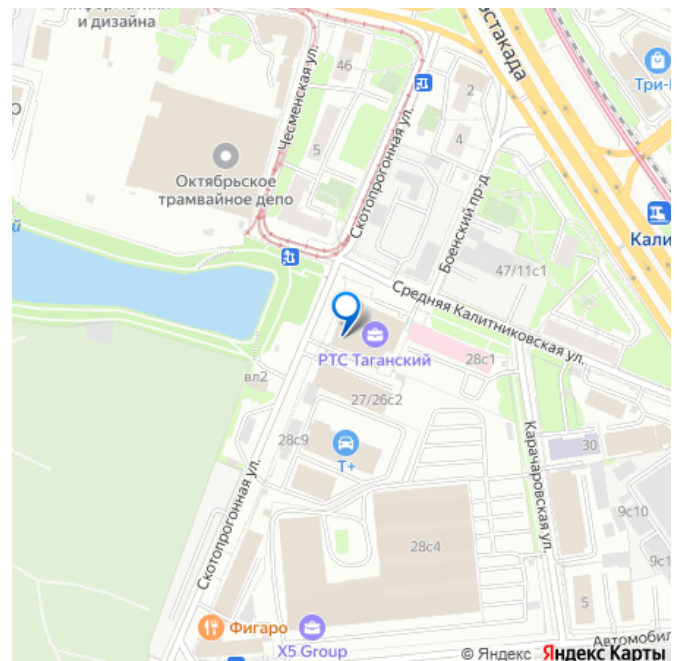 и дизайна
46
2
Три-
Чесменская ул.
5
4
Октябрьское
трамвайное депо
Скотопрогонная ул.
Боенский пр-д
Кали
47/11с1
Средняя Калитниковская ул.
РТС Таганский
28с1
вл2
27/26с2
28с9
Т+
30
Карачаровская ул.
9с10
28с4
9с1
Скотопрогонная ул.
5
Фигаро
X5 Group
Автомобил
© Яндекс Яндекс Карты